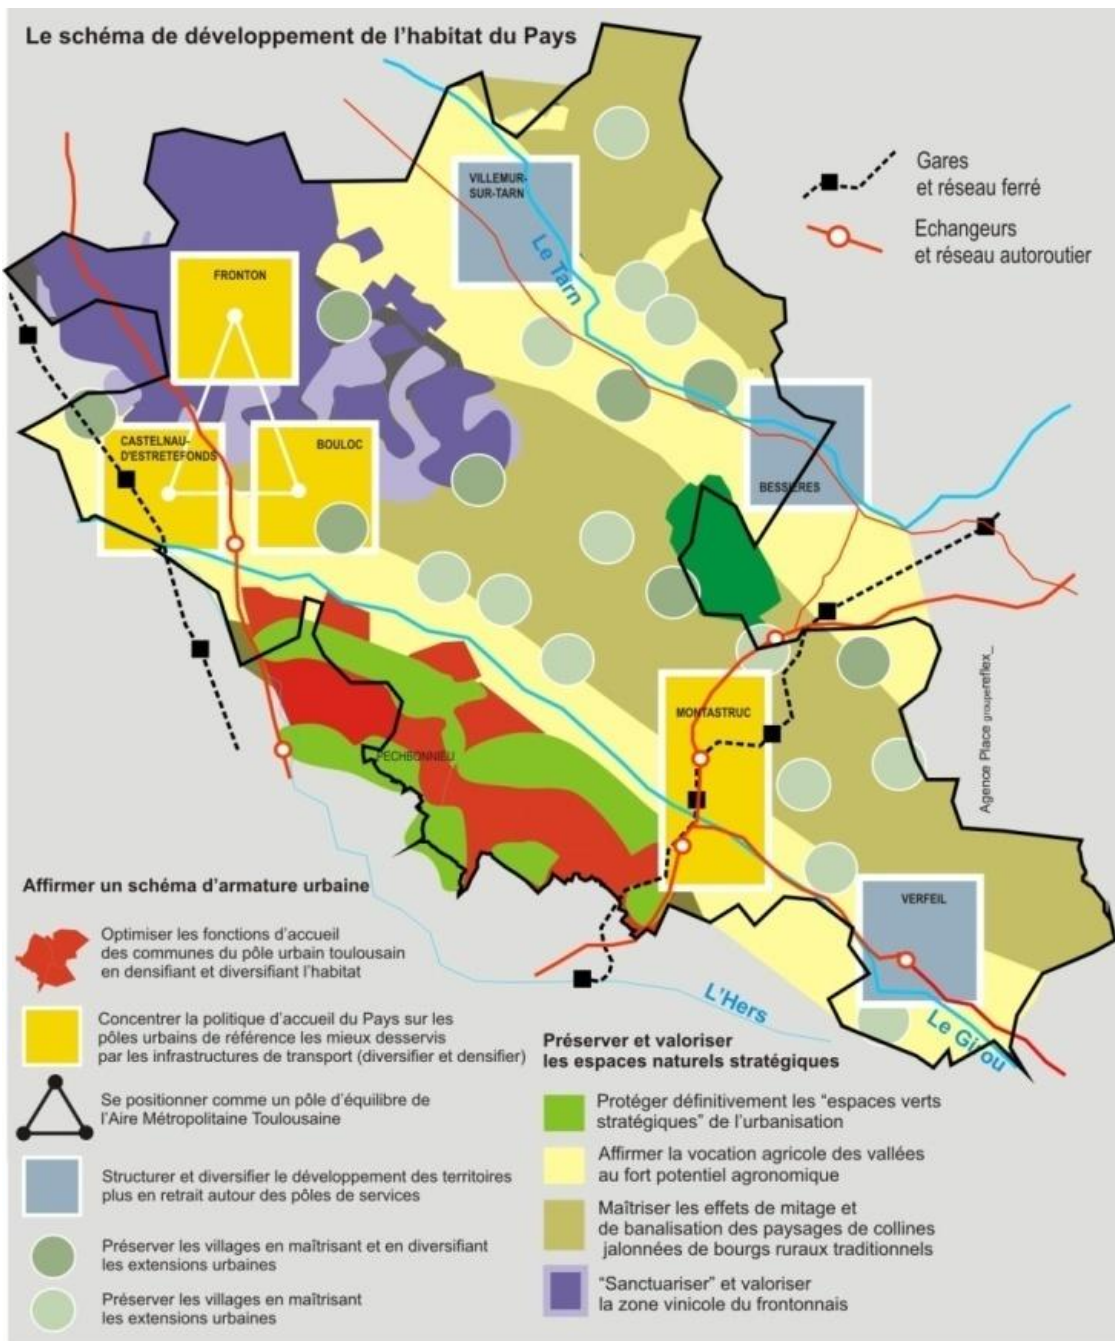 Le schéma de développement de l'habitat du Pays
Gares
et réseau ferré
Echangeurs
et réseau autoroutier
VILLEMUR-
SUR-TARN
Le Tarn
FRONTON
CASTELNAU-
D'ESTRETEFONDS
BOULOC
BESSIERES
MONTASTRUC
PECHBONNIEU
VERFEIL
L'Hers
Le Girou
Agence Place groupereflex_
Affirmer un schéma d'armature urbaine
Optimiser les fonctions d'accueil
des communes du pôle urbain toulousain
en densifiant et diversifiant l'habitat
Concentrer la politique d'accueil du Pays sur les
pôles urbains de référence les mieux desservis
par les infrastructures de transport (diversifier et densifier)
Se positionner comme un pôle d'équilibre de
l'Aire Métropolitaine Toulousaine
Structurer et diversifier le développement des territoires
plus en retrait autour des pôles de services
Préserver les villages en maîtrisant et en diversifiant
les extensions urbaines
Préserver les villages en maîtrisant
les extensions urbaines
Préserver et valoriser
les espaces naturels stratégiques
Protéger définitivement les "espaces verts
stratégiques" de l'urbanisation
Affirmer la vocation agricole des vallées
au fort potentiel agronomique
Maîtriser les effets de mitage et
de banalisation des paysages de collines
jalonnées de bourgs ruraux traditionnels
"Sanctuariser" et valoriser
la zone vinicole du frontonnais